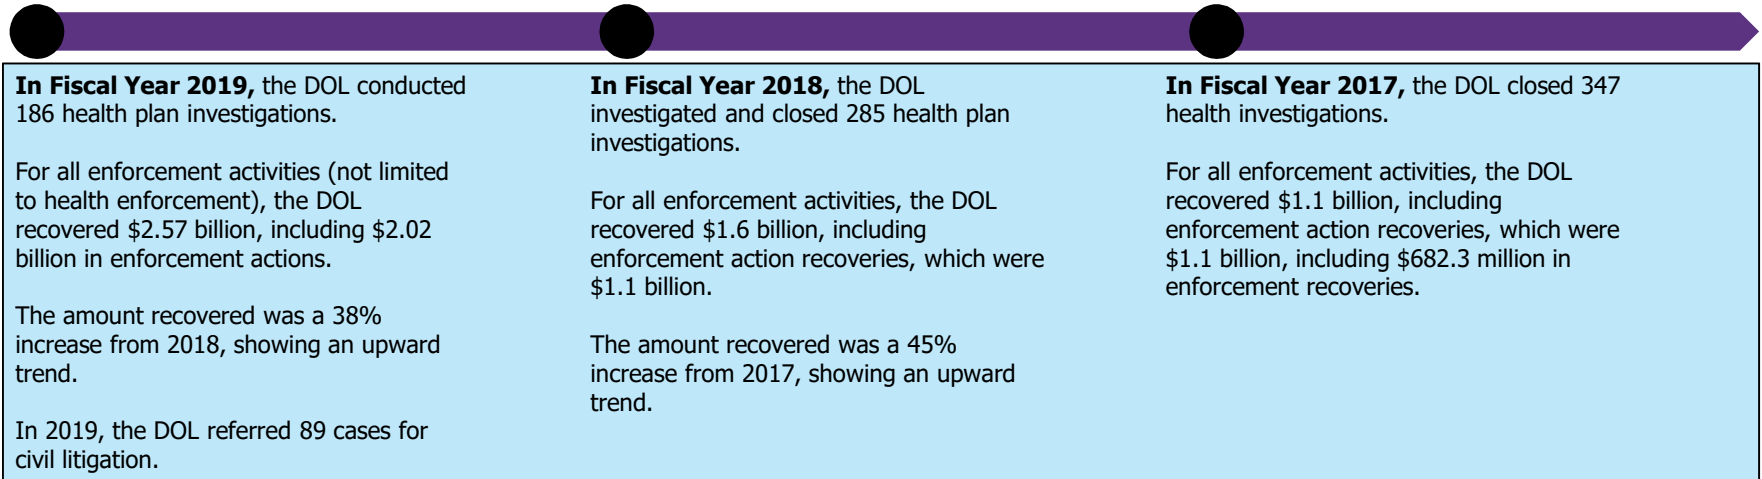 In Fiscal Year 2019, the DOL conducted
186 health plan investigations.
For all enforcement activities (not limited
to health enforcement), the DOL
recovered $2.57 billion, including $2.02
billion in enforcement actions.
The amount recovered was a 38%
increase from 2018, showing an upward
trend.
In 2019, the DOL referred 89 cases for
civil litigation.
In Fiscal Year 2018, the DOL
investigated and closed 285 health plan
investigations.
For all enforcement activities, the DOL
recovered $1.6 billion, including
enforcement action recoveries, which were
$1.1 billion.
The amount recovered was a 45%
increase from 2017, showing an upward
trend.
In Fiscal Year 2017, the DOL closed 347
health investigations.
For all enforcement activities, the DOL
recovered $1.1 billion, including
enforcement action recoveries, which were
$1.1 billion, including $682.3 million in
enforcement recoveries.